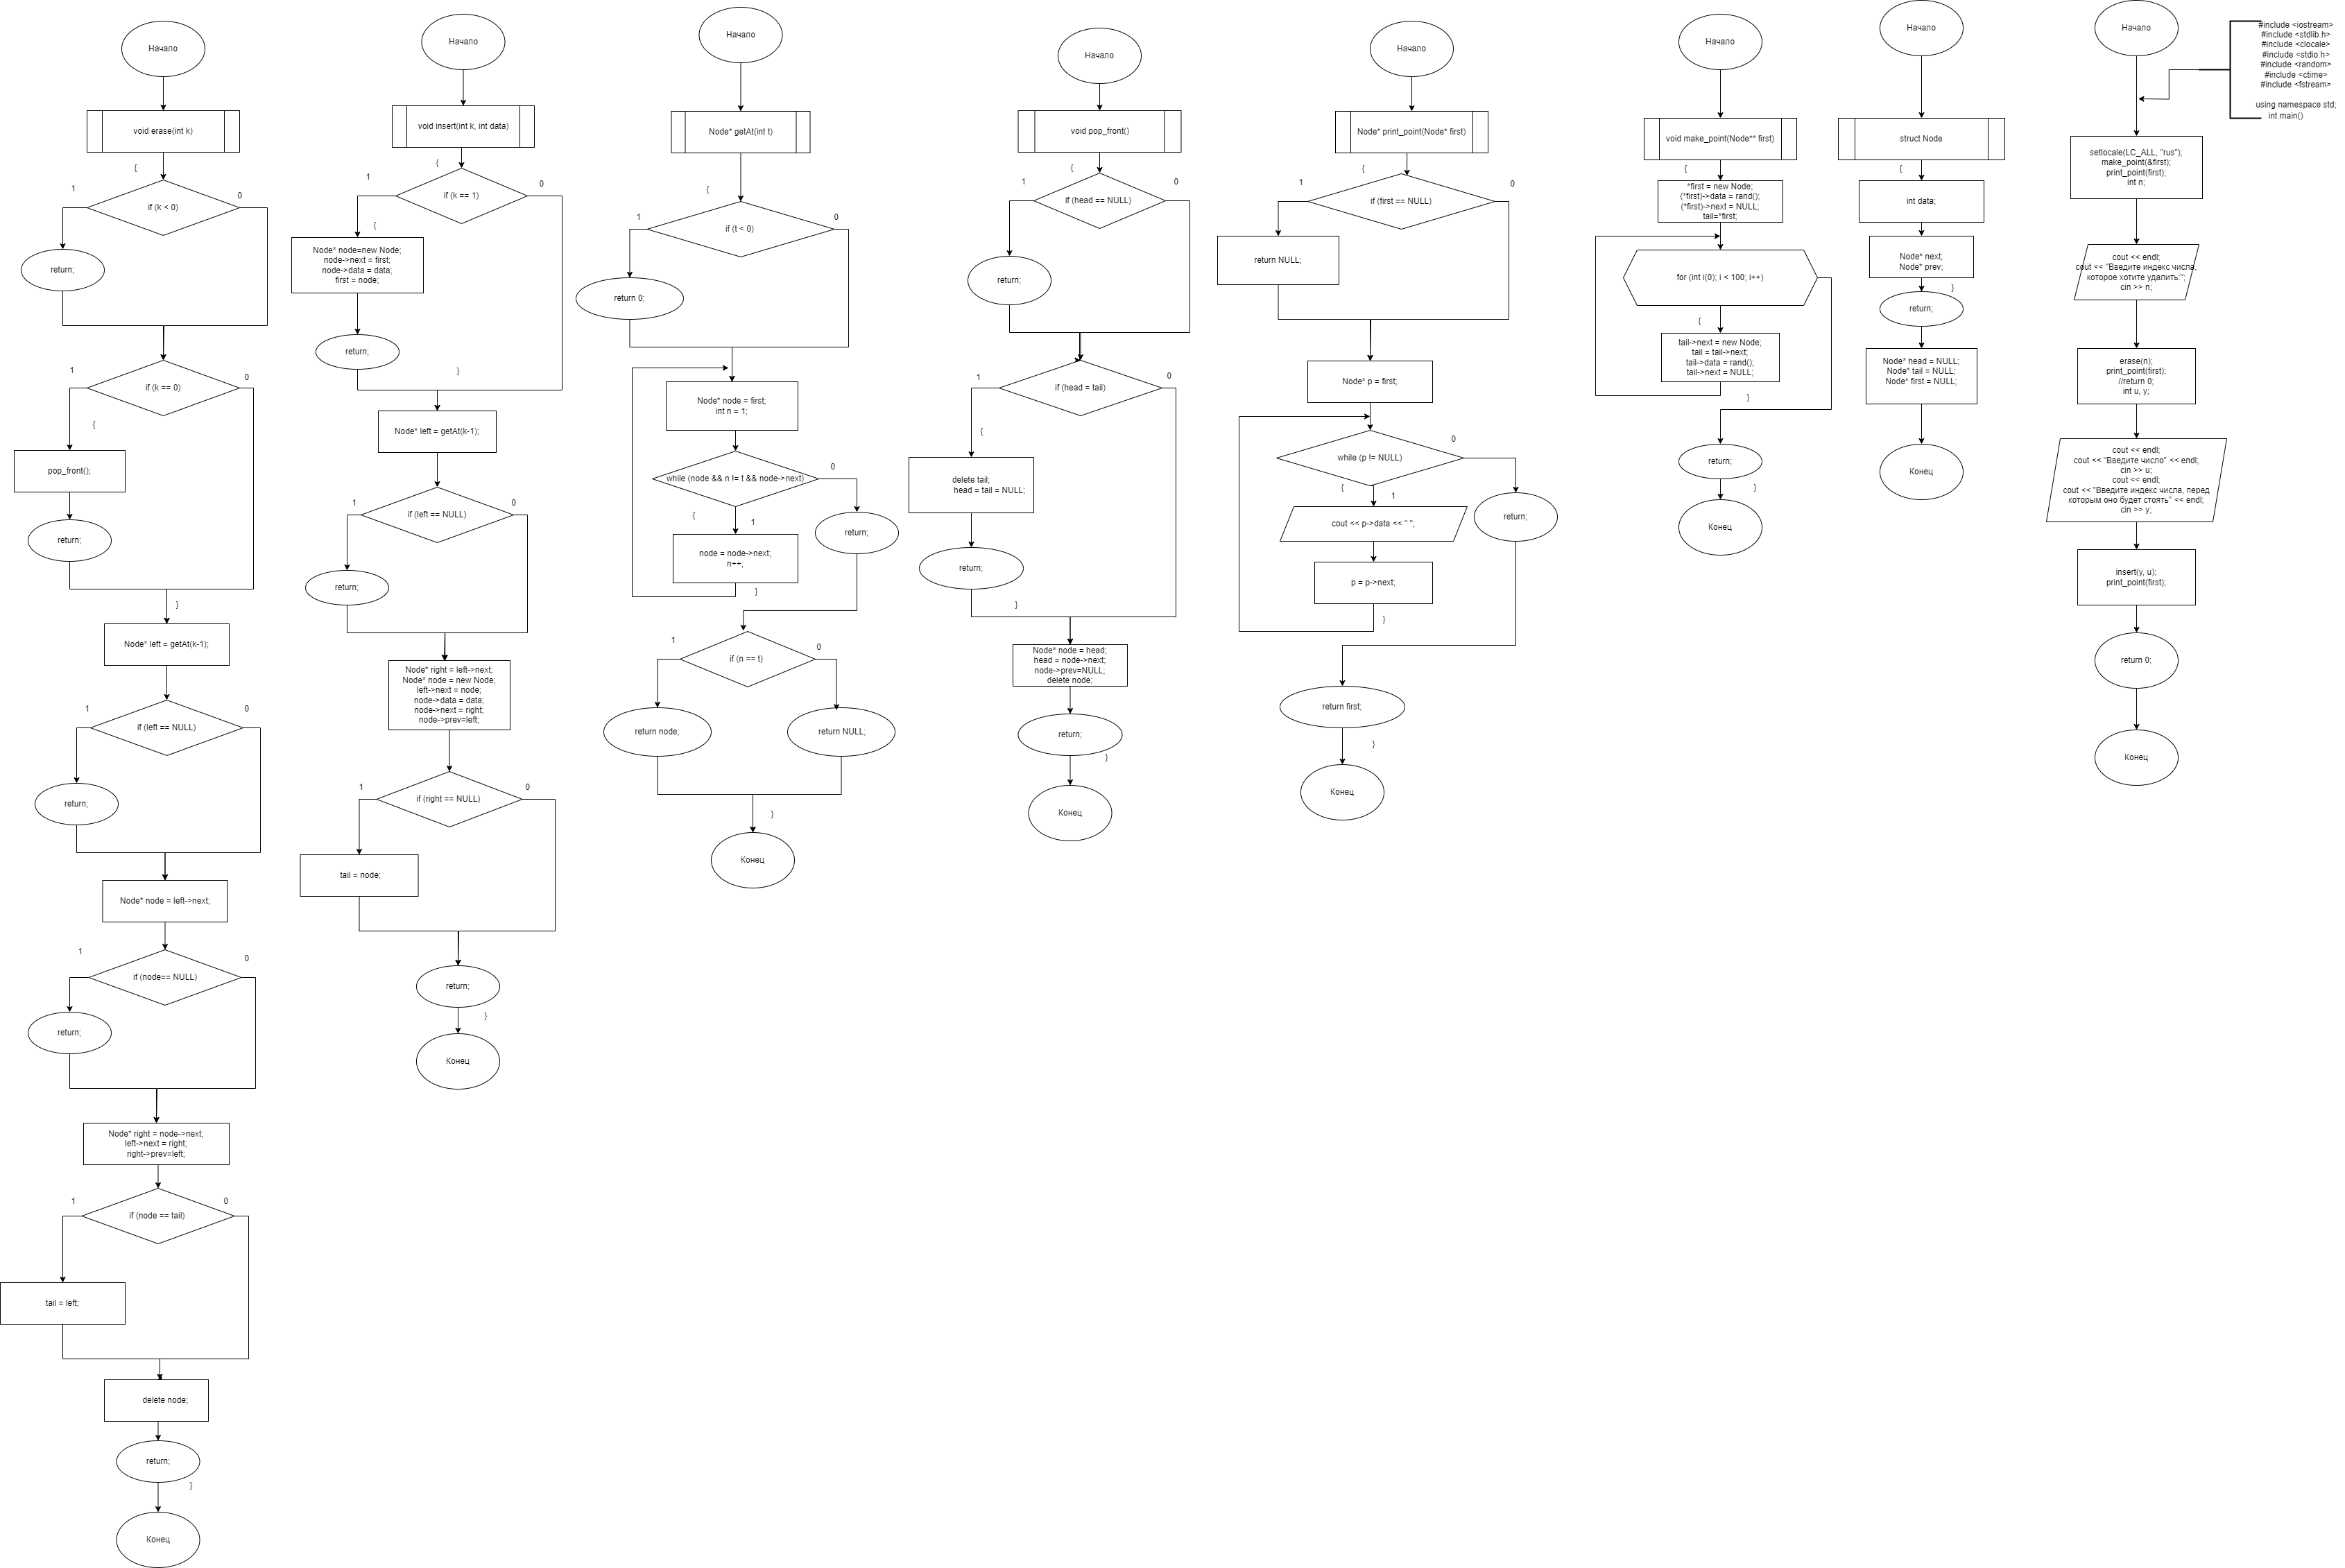 Начало
void erase(int k)
{
1
0
if (k < 0)
return;
if (k == 0)
1
0
{
pop_front();
return;
}
Node* left = getAt(k-1);
1
0
if (left == NULL)
return;
Node* node = left->next;
1
0
if (node== NULL)
return;
Node* right = node->next;
left->next = right;
right->prev=left;
1
0
if (node == tail)
tail = left;
delete node;
return;
}
Конец
Начало
void insert(int k, int data)
{
1
0
if (k == 1)
{
Node* node=new Node;
node->next = first;
node->data = data;
first = node;
return;
}
Node* left = getAt(k-1);
1
0
if (left == NULL)
return;
Node* right = left->next;
Node* node = new Node;
left->next = node;
node->data = data;
node->next = right;
node->prev=left;
1
0
if (right == NULL)
tail = node;
return;
}
Конец
Начало
Node* getAt(int t)
{
1
0
if (t < 0)
return 0;
Node* node = first;
int n = 1;
0
while (node && n != t && node->next)
{
1
return;
node = node->next;
n++;
}
1
0
if (n == t)
return node;
return NULL;
}
Конец
Начало
void pop_front()
{
1
0
if (head == NULL)
return;
1
0
if (head = tail)
{
delete tail;
head = tail = NULL;
return;
}
Node* node = head;
head = node->next;
node->prev=NULL;
delete node;
return;
}
Конец
Начало
Node* print_point(Node* first)
{
1
0
if (first == NULL)
return NULL;
Node* p = first;
0
while (p != NULL)
{
1
return;
cout << p->data << " ";
p = p->next;
}
return first;
}
Конец
Начало
void make_point(Node** first)
{
*first = new Node;
(*first)->data = rand();
(*first)->next = NULL;
tail=*first;
for (int i(0); i < 100; i++)
{
tail->next = new Node;
tail = tail->next;
tail->data = rand();
tail->next = NULL;
}
return;
}
Конец
Начало
struct Node
{
int data;
Node* next;
Node* prev;
}
return;
Node* head = NULL;
Node* tail = NULL;
Node* first = NULL;
Конец
Начало
#include <iostream>
#include <stdlib.h>
#include <clocale>
#include <stdio.h>
#include <random>
#include <ctime>
#include <fstream>
using namespace std;
int main()
setlocale(LC_ALL, "rus");
make_point(&first);
print_point(first);
int n;
cout << endl;
cout << "Введите индекс числа,
которое хотите удалить:";
cin >> n;
erase(n);
print_point(first);
//return 0;
int u, y;
cout << endl;
cout << "Введите число" << endl;
cin >> u;
cout << endl;
cout << "Введите индекс числа, перед
которым оно будет стоять" << endl;
cin >> y;
insert(y, u);
print_point(first);
return 0;
Конец